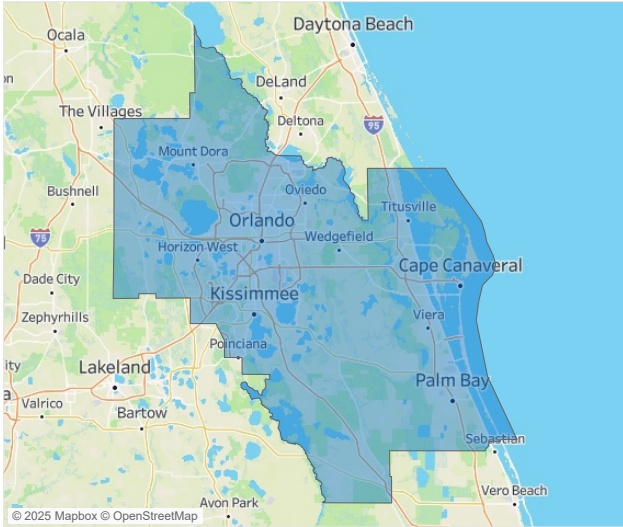 Daytona Beach
Ocala
on
DeLand
The Villages
Deltona
95
Mount Dora
Bushnell
Oviedo
Titusville
Orlando
75
Wedgefield
Horizon West
Cape Canaveral
Dade City
Kissimmee
Zephyrhills
Viera
Poinciana
ity
Lakeland
Palm Bay
a
Valrico
Bartow
Sebastian
Vero Beach
Avon Park
© 2025 Mapbox © OpenStreetMap